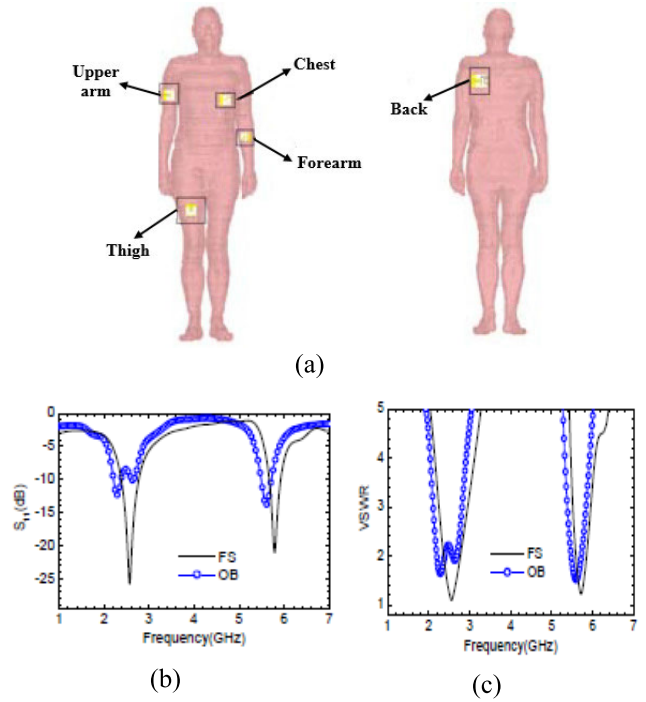 Upper
arm
Chest
Forearm
Thigh
Back
(a)
0
-5
-10
-15
-20
-25
S11(dB)
FS
OB
1 2 3 4 5 6 7
Frequency(GHz)
(b)
5
4
3
2
1
VSWR
FS
OB
1 2 3 4 5 6 7
Frequency(GHz)
(c)